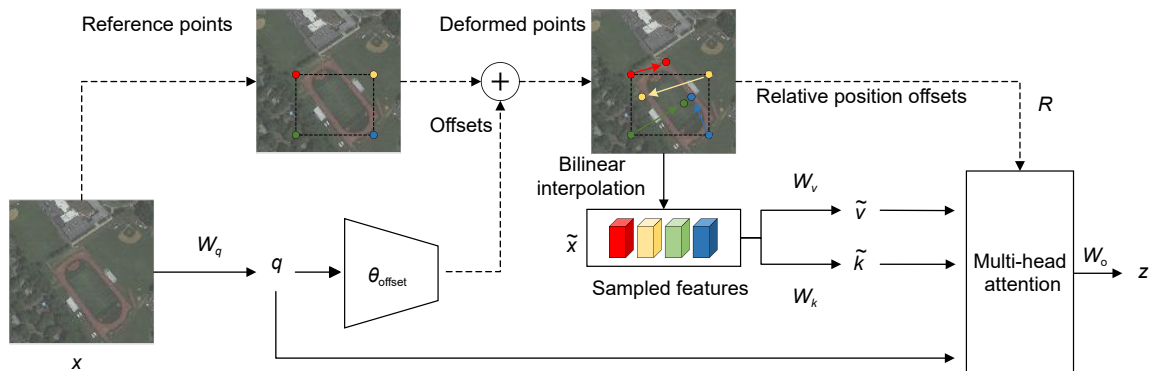 Reference points
Deformed points
+
Offsets
Relative position offsets
R
Bilinear
interpolation
W_v
ṽ
x̃
k̃
W_k
Sampled features
W_q
q
θ_offset
Multi-head
attention
W_o
z
x